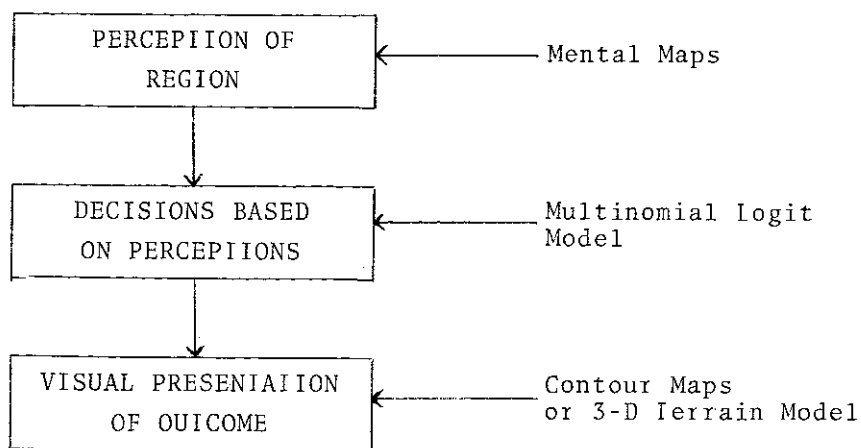 PERCEPIION OF
REGION
Mental Maps
DECISIONS BASED
ON PERCEPIIONS
Multinomial Iogit
Model
VISUAL PRESENIAIION
OF OUICOME
Contour Maps
or 3-D Ierrain Model